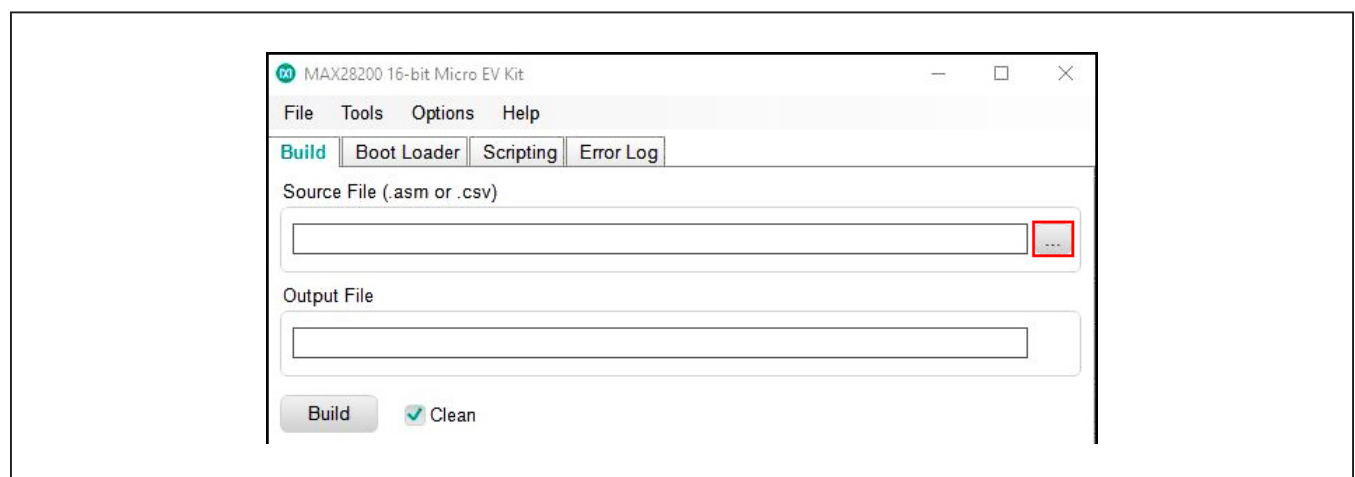 MAX28200 16-bit Micro EV Kit
File Tools Options Help
Build Boot Loader Scripting Error Log
Source File (.asm or .csv)
...
Output File
Build Clean